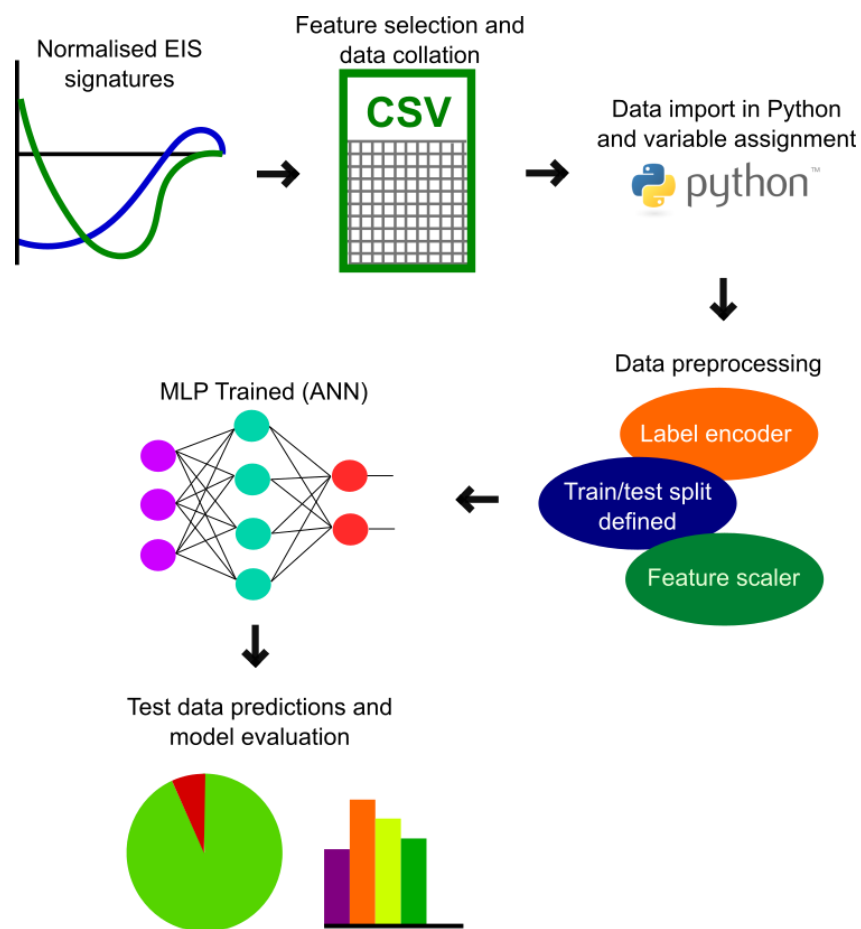 Normalised EIS
signatures
Feature selection and
data collation
CSV
Data import in Python
and variable assignment
python™
Data preprocessing
Label encoder
Train/test split
defined
Feature scaler
MLP Trained (ANN)
Test data predictions and
model evaluation